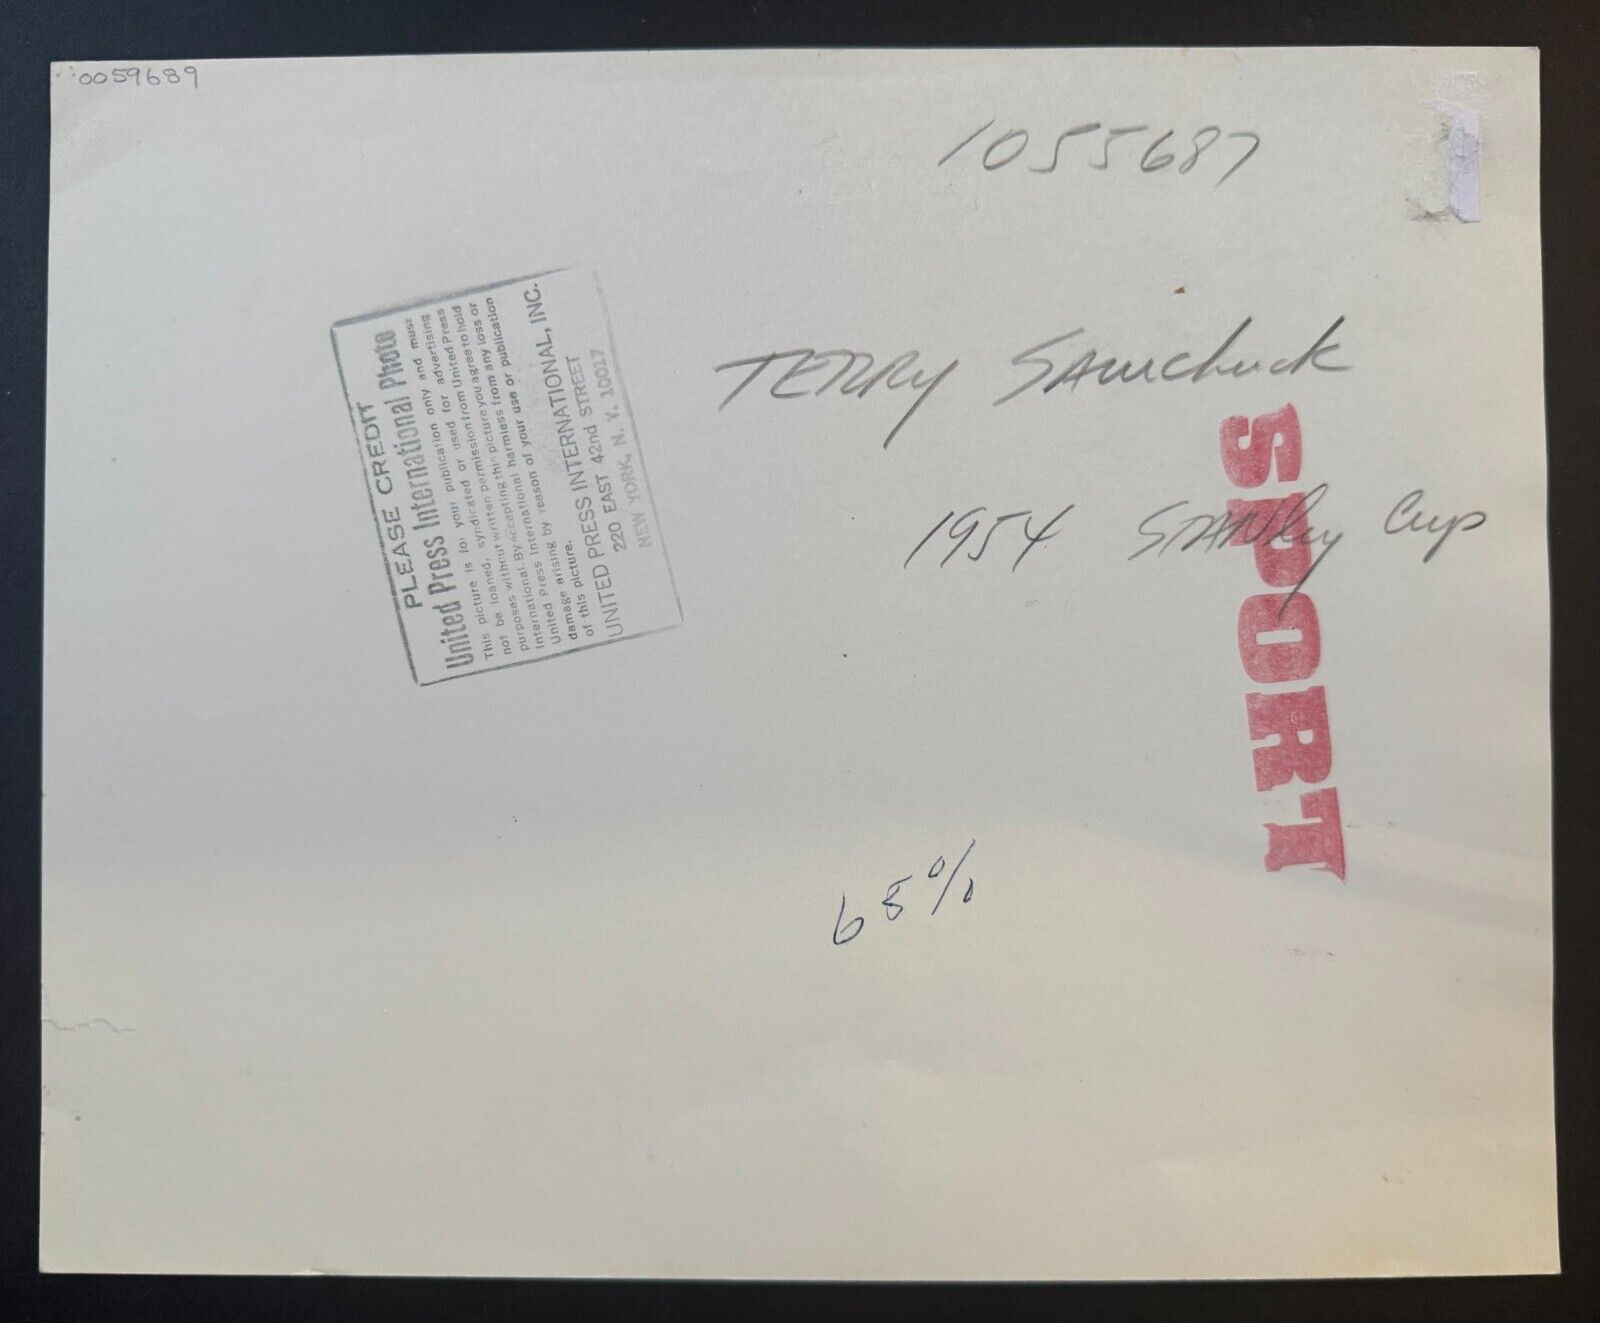 0059689
1055687
TERRY SAWCHUCK
1954 STANLEY Cup
SPORT
68%
PLEASE CREDIT
United Press International Photo
This picture is for your publication only and must
not be loaned, syndicated or used for advertising
purposes without written permission from United Press
International. By accepting this picture you agree to hold
United Press International harmless from any loss or
damage arising by reason of your use or publication
of this picture.
UNITED PRESS INTERNATIONAL, INC.
220 EAST 42nd STREET
NEW YORK, N. Y. 10017